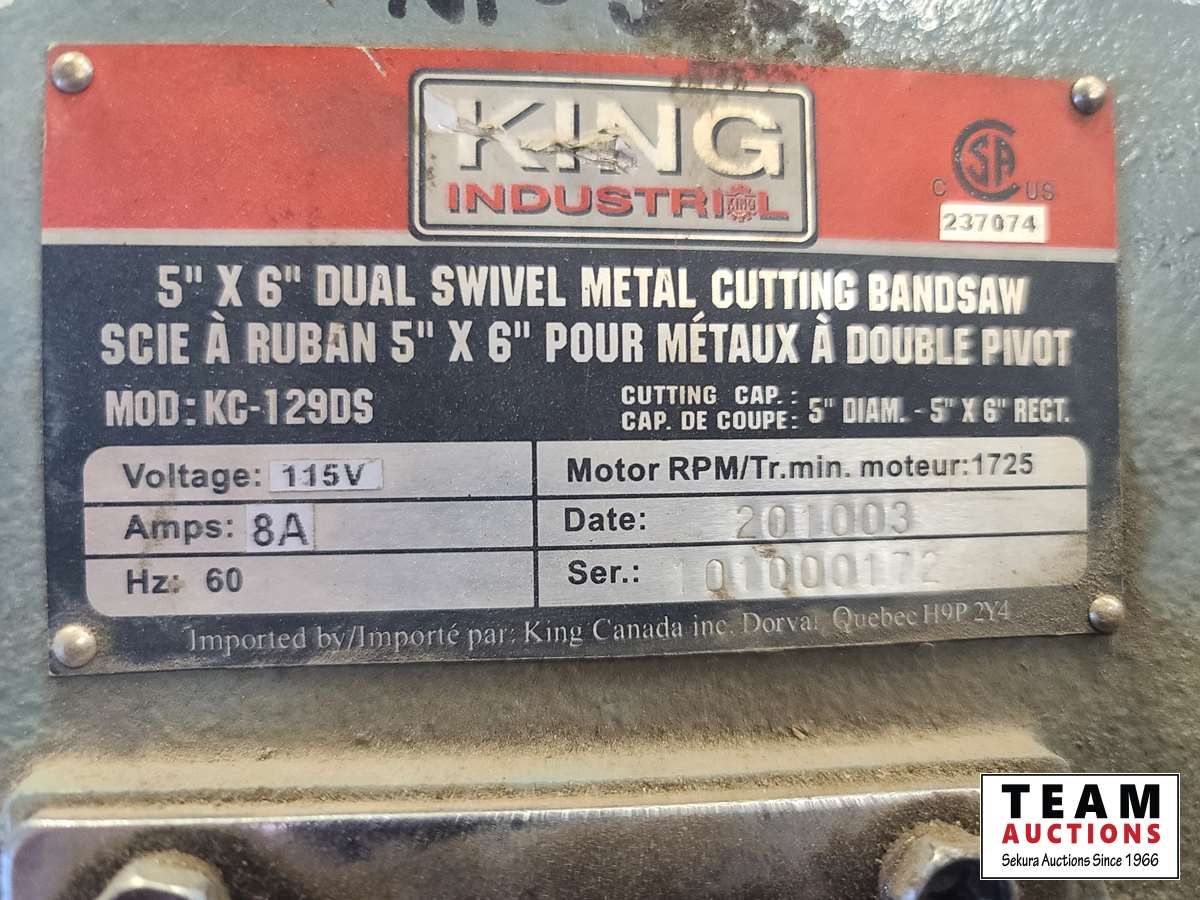 KING
INDUSTRIAL
KING
CSA
C US
237074
5" X 6" DUAL SWIVEL METAL CUTTING BANDSAW
SCIE À RUBAN 5" X 6" POUR MÉTAUX À DOUBLE PIVOT
MOD: KC-129DS
CUTTING CAP.:
CAP. DE COUPE: 5" DIAM. - 5" X 6" RECT.
Voltage: 115V
Motor RPM/Tr.min. moteur:1725
Amps: 8A
Date: 201003
Hz: 60
Ser.: 101000172
Imported by/Importé par: King Canada inc. Dorval Quebec H9P 2Y4
TEAM
AUCTIONS
Sekura Auctions Since 1966